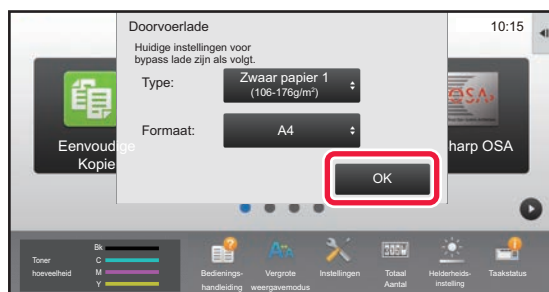 Doorvoerlade
10:15
Huidige instellingen voor
bypass lade zijn als volgt.
Type:
Zwaar papier 1
(106-176g/m²)
Formaat:
A4
OK
Eenvoudige
Kopie
harp OSA
Toner
hoeveelheid
Bk
C
M
Y
Bedienings-
handleiding
Vergrote
weergavemodus
Instellingen
Totaal
Aantal
Helderheids-
instelling
Taakstatus